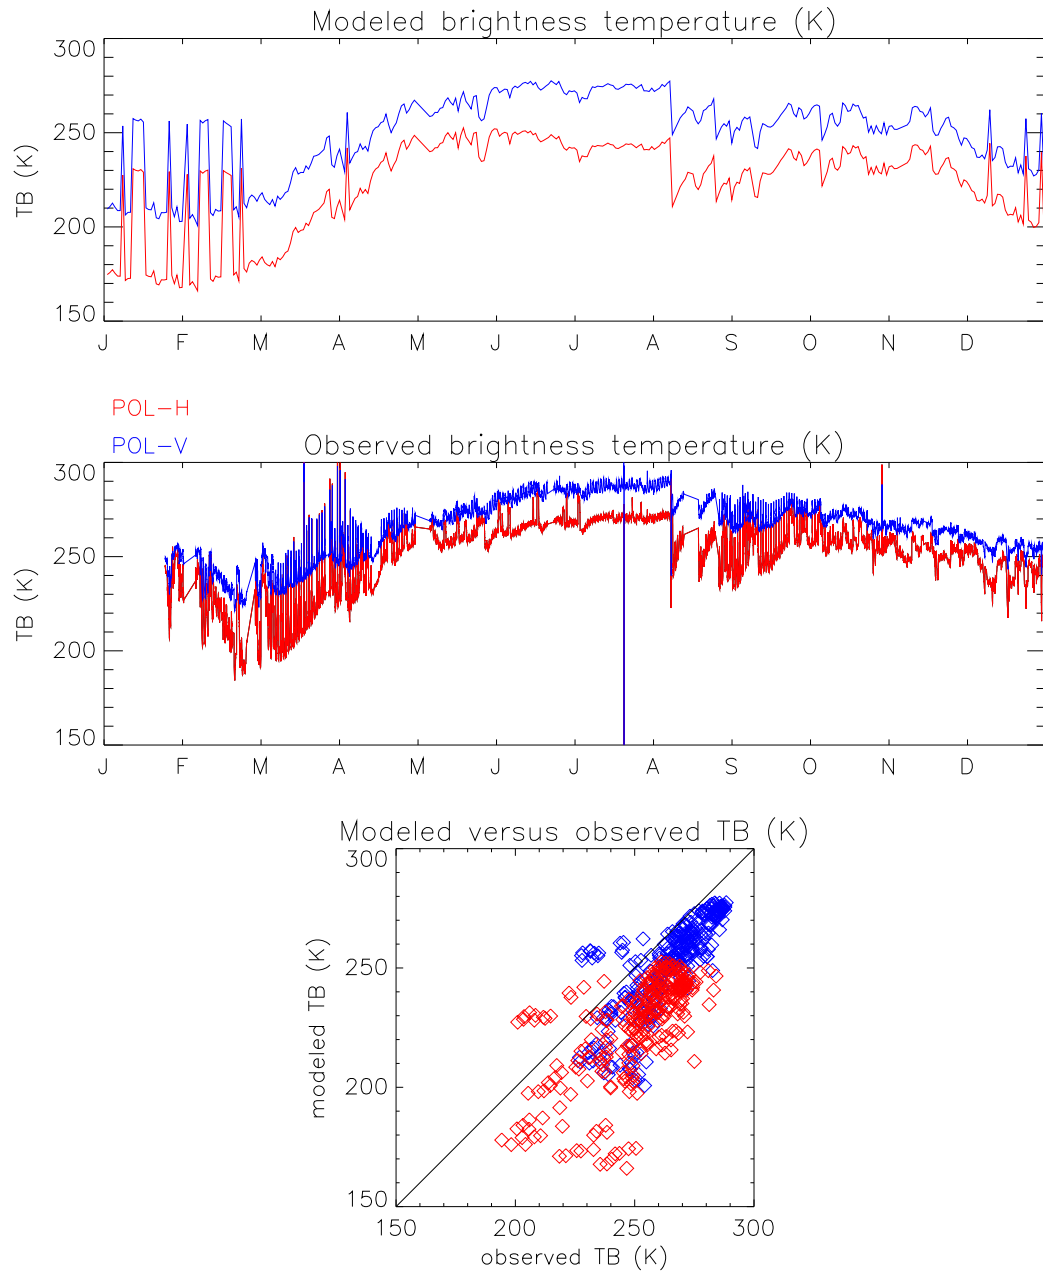 Modeled brightness temperature (K)
300
250
200
150
TB (K)
J F M A M J J A S O N D
POL-H
POL-V
Observed brightness temperature (K)
300
250
200
150
TB (K)
J F M A M J J A S O N D
Modeled versus observed TB (K)
300
250
200
150
modeled TB (K)
150 200 250 300
observed TB (K)